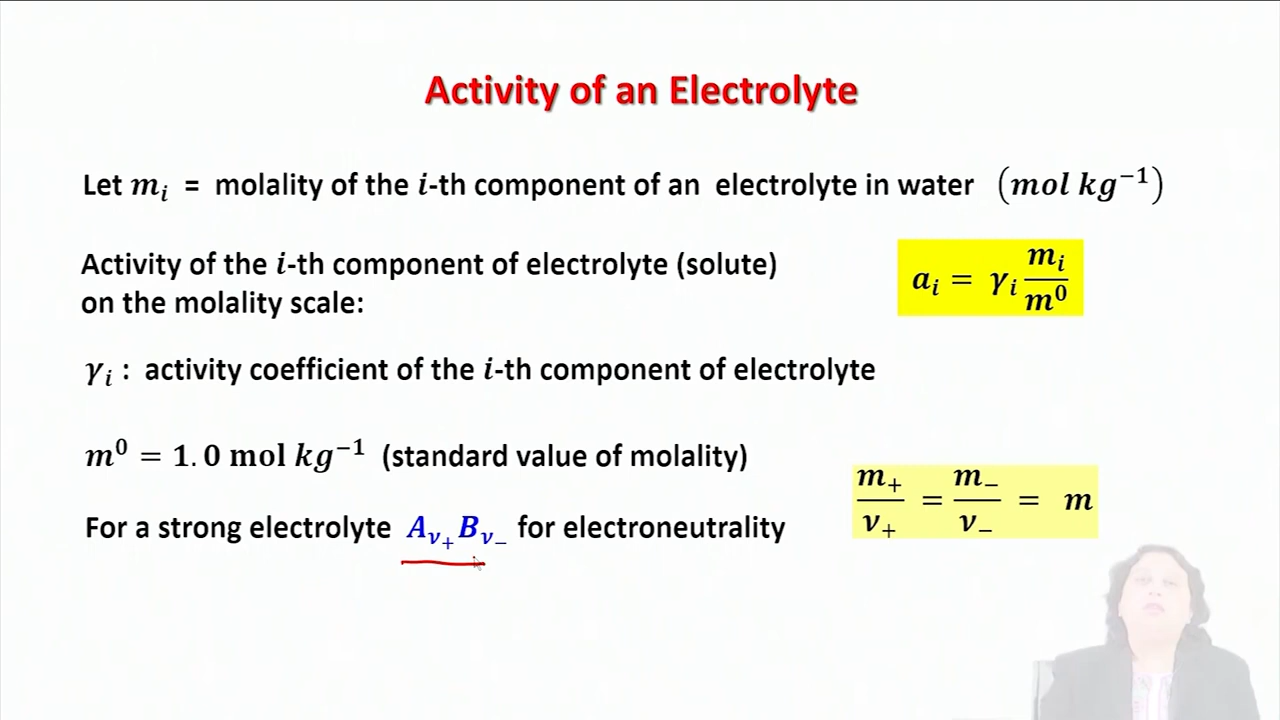 Activity of an Electrolyte
Let mᵢ = molality of the i-th component of an electrolyte in water (mol kg⁻¹)
Activity of the i-th component of electrolyte (solute)
on the molality scale:
aᵢ = γᵢ mᵢ/m⁰
γᵢ : activity coefficient of the i-th component of electrolyte
m⁰ = 1.0 mol kg⁻¹ (standard value of molality)
For a strong electrolyte A_ν₊ B_ν₋ for electroneutrality
m₊/ν₊ = m₋/ν₋ = m